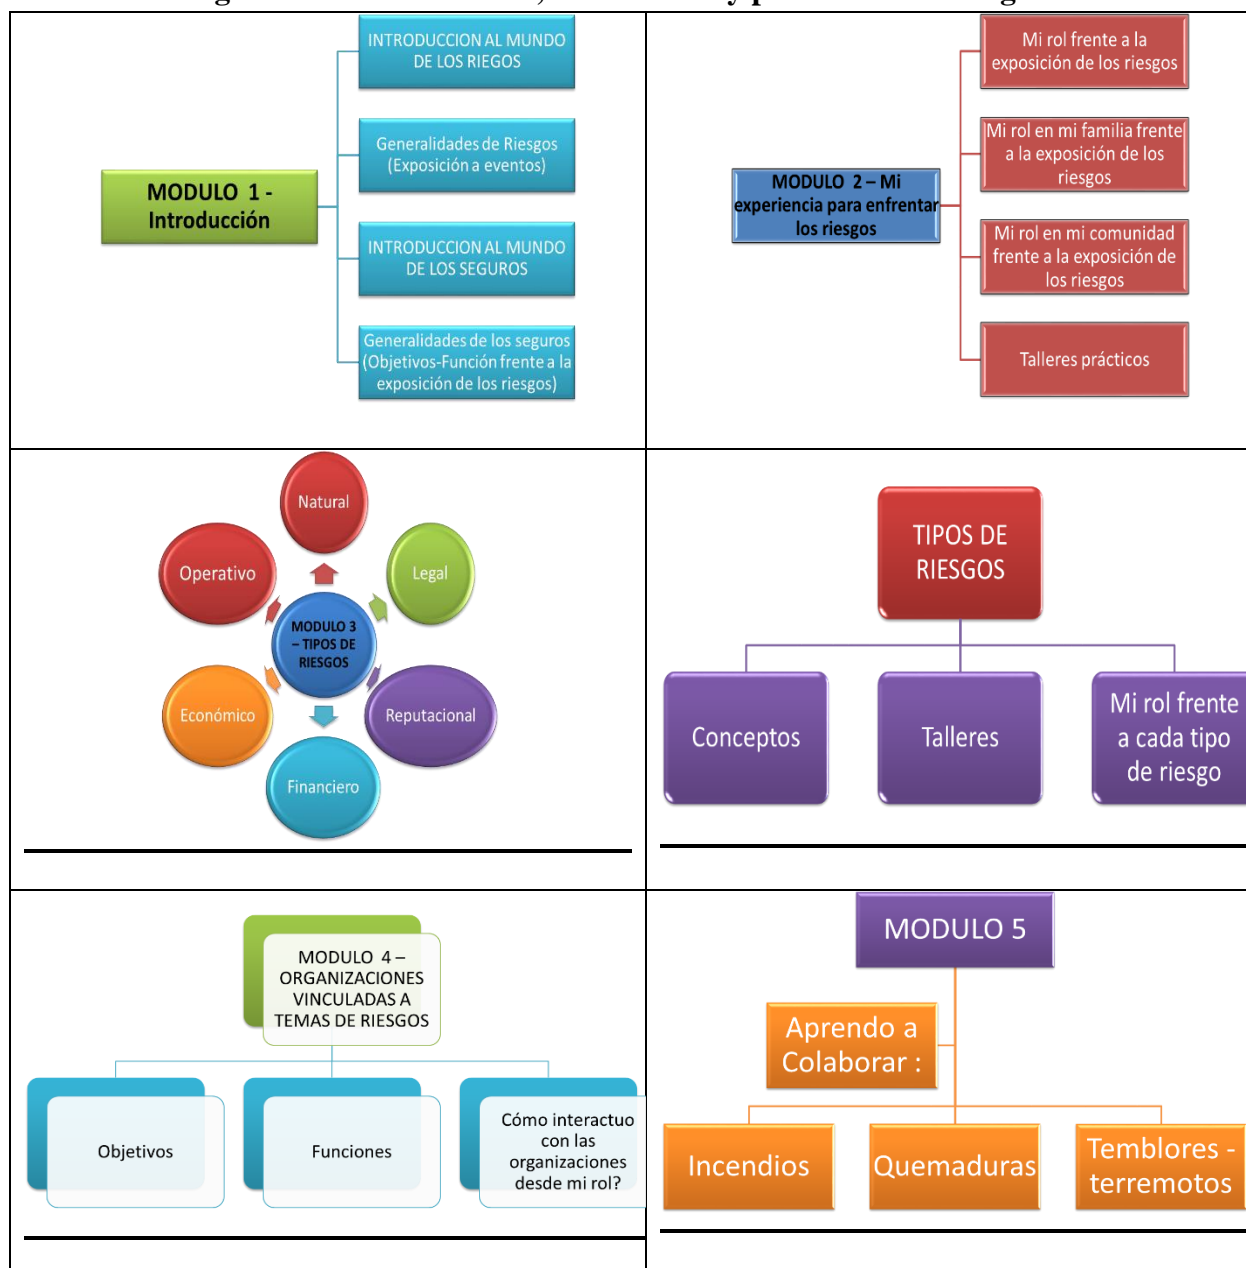 INTRODUCCION AL MUNDO
DE LOS RIEGOS
Generalidades de Riesgos
(Exposición a eventos)
MODULO 1 -
Introducción
INTRODUCCION AL MUNDO
DE LOS SEGUROS
Generalidades de los seguros
(Objetivos-Función frente a la
exposición de los riesgos)
Mi rol frente a la
exposición de los riesgos
Mi rol en mi familia frente
a la exposición de los
riesgos
MODULO 2 – Mi
experiencia para enfrentar
los riesgos
Mi rol en mi comunidad
frente a la exposición de
los riesgos
Talleres prácticos
Natural
Operativo
Legal
MODULO 3
– TIPOS DE
RIESGOS
Económico
Reputacional
Financiero
TIPOS DE
RIESGOS
Conceptos
Talleres
Mi rol frente
a cada tipo
de riesgo
MODULO 4 –
ORGANIZACIONES
VINCULADAS A
TEMAS DE RIESGOS
Objetivos
Funciones
Cómo interactuo
con las
organizaciones
desde mi rol?
MODULO 5
Aprendo a
Colaborar :
Incendios
Quemaduras
Temblores -
terremotos